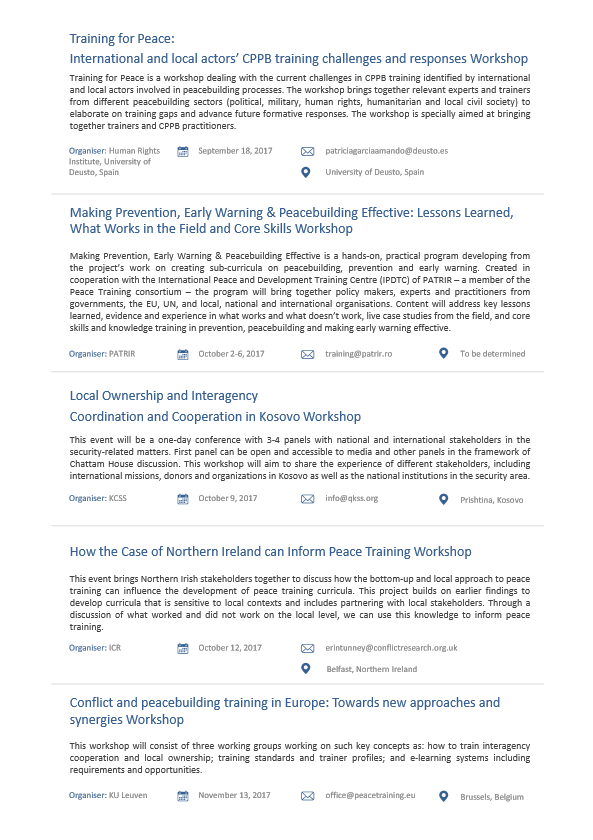 Training for Peace:
International and local actors’ CPPB training challenges and responses Workshop
Training for Peace is a workshop dealing with the current challenges in CPPB training identified by international
and local actors involved in peacebuilding processes. The workshop brings together relevant experts and trainers
from different peacebuilding sectors (political, military, human rights, humanitarian and local civil society) to
elaborate on training gaps and advance future formative responses. The workshop is specially aimed at bringing
together trainers and CPPB practitioners.
Organiser: Human Rights
Institute, University of
Deusto, Spain
September 18, 2017
patriciagarciaamando@deusto.es
University of Deusto, Spain
Making Prevention, Early Warning & Peacebuilding Effective: Lessons Learned,
What Works in the Field and Core Skills Workshop
Making Prevention, Early Warning & Peacebuilding Effective is a hands-on, practical program developing from
the project’s work on creating sub-curricula on peacebuilding, prevention and early warning. Created in
cooperation with the International Peace and Development Training Centre (IPDTC) of PATRIR – a member of the
Peace Training consortium – the program will bring together policy makers, experts and practitioners from
governments, the EU, UN, and local, national and international organisations. Content will address key lessons
learned, evidence and experience in what works and what doesn’t work, live case studies from the field, and core
skills and knowledge training in prevention, peacebuilding and making early warning effective.
Organiser: PATRIR
October 2-6, 2017
training@patrir.ro
To be determined
Local Ownership and Interagency
Coordination and Cooperation in Kosovo Workshop
This event will be a one-day conference with 3-4 panels with national and international stakeholders in the
security-related matters. First panel can be open and accessible to media and other panels in the framework of
Chattam House discussion. This workshop will aim to share the experience of different stakeholders, including
international missions, donors and organizations in Kosovo as well as the national institutions in the security area.
Organiser: KCSS
October 9, 2017
info@qkss.org
Prishtina, Kosovo
How the Case of Northern Ireland can Inform Peace Training Workshop
This event brings Northern Irish stakeholders together to discuss how the bottom-up and local approach to peace
training can influence the development of peace training curricula. This project builds on earlier findings to
develop curricula that is sensitive to local contexts and includes partnering with local stakeholders. Through a
discussion of what worked and did not work on the local level, we can use this knowledge to inform peace
training.
Organiser: ICR
October 12, 2017
erintunney@conflictresearch.org.uk
Belfast, Northern Ireland
Conflict and peacebuilding training in Europe: Towards new approaches and
synergies Workshop
This workshop will consist of three working groups working on such key concepts as: how to train interagency
cooperation and local ownership; training standards and trainer profiles; and e-learning systems including
requirements and opportunities.
Organiser: KU Leuven
November 13, 2017
office@peacetraining.eu
Brussels, Belgium